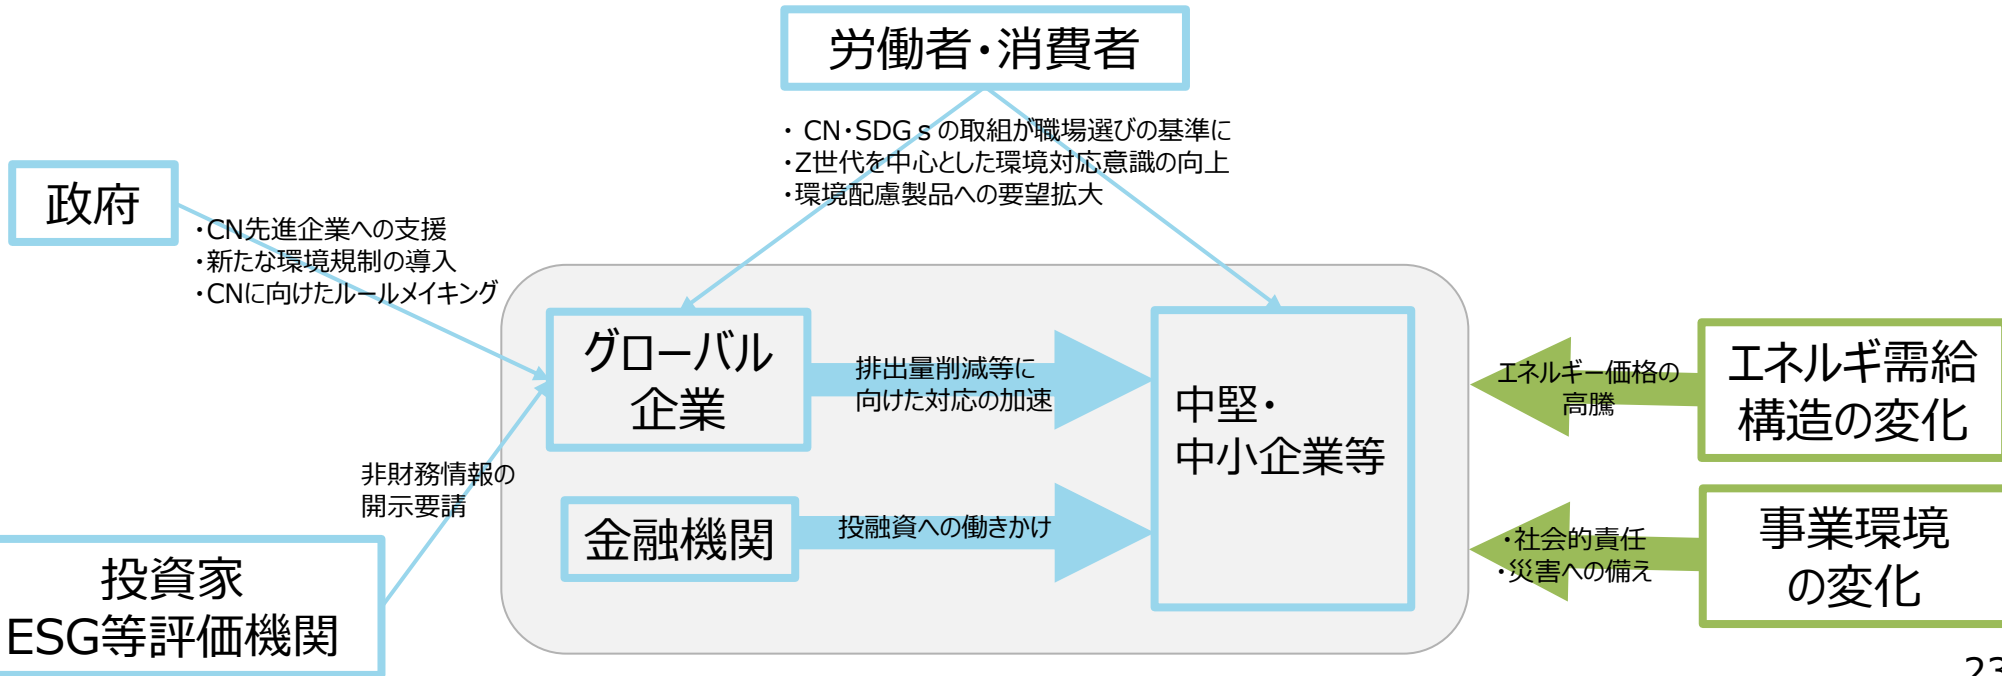 労働者・消費者
・ CN・SDGｓの取組が職場選びの基準に
・Z世代を中心とした環境対応意識の向上
・環境配慮製品への要望拡大
政府
・CN先進企業への支援
・新たな環境規制の導入
・CNに向けたルールメイキング
グローバル
企業
排出量削減等に
向けた対応の加速
中堅・
中小企業等
エネルギー価格の
高騰
エネルギ需給
構造の変化
非財務情報の
開示要請
金融機関
投融資への働きかけ
・社会的責任
・災害への備え
事業環境
の変化
投資家
ESG等評価機関
23